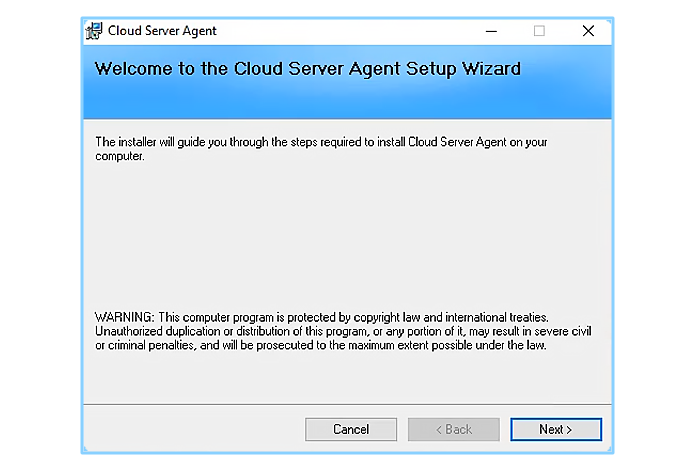 Cloud Server Agent
Welcome to the Cloud Server Agent Setup Wizard
The installer will guide you through the steps required to install Cloud Server Agent on your
computer.
WARNING: This computer program is protected by copyright law and international treaties.
Unauthorized duplication or distribution of this program, or any portion of it, may result in severe civil
or criminal penalties, and will be prosecuted to the maximum extent possible under the law.
Cancel
< Back
Next >